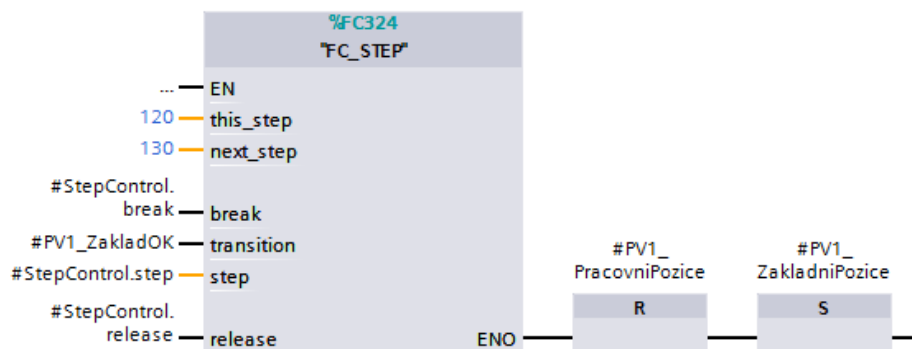 %FC324
"FC_STEP"
... EN
120 this_step
130 next_step
#StepControl.
break break
#PV1_ZakladOK transition
#StepControl.step step
#StepControl.
release release ENO
#PV1_
PracovniPozice
R
#PV1_
ZakladniPozice
S